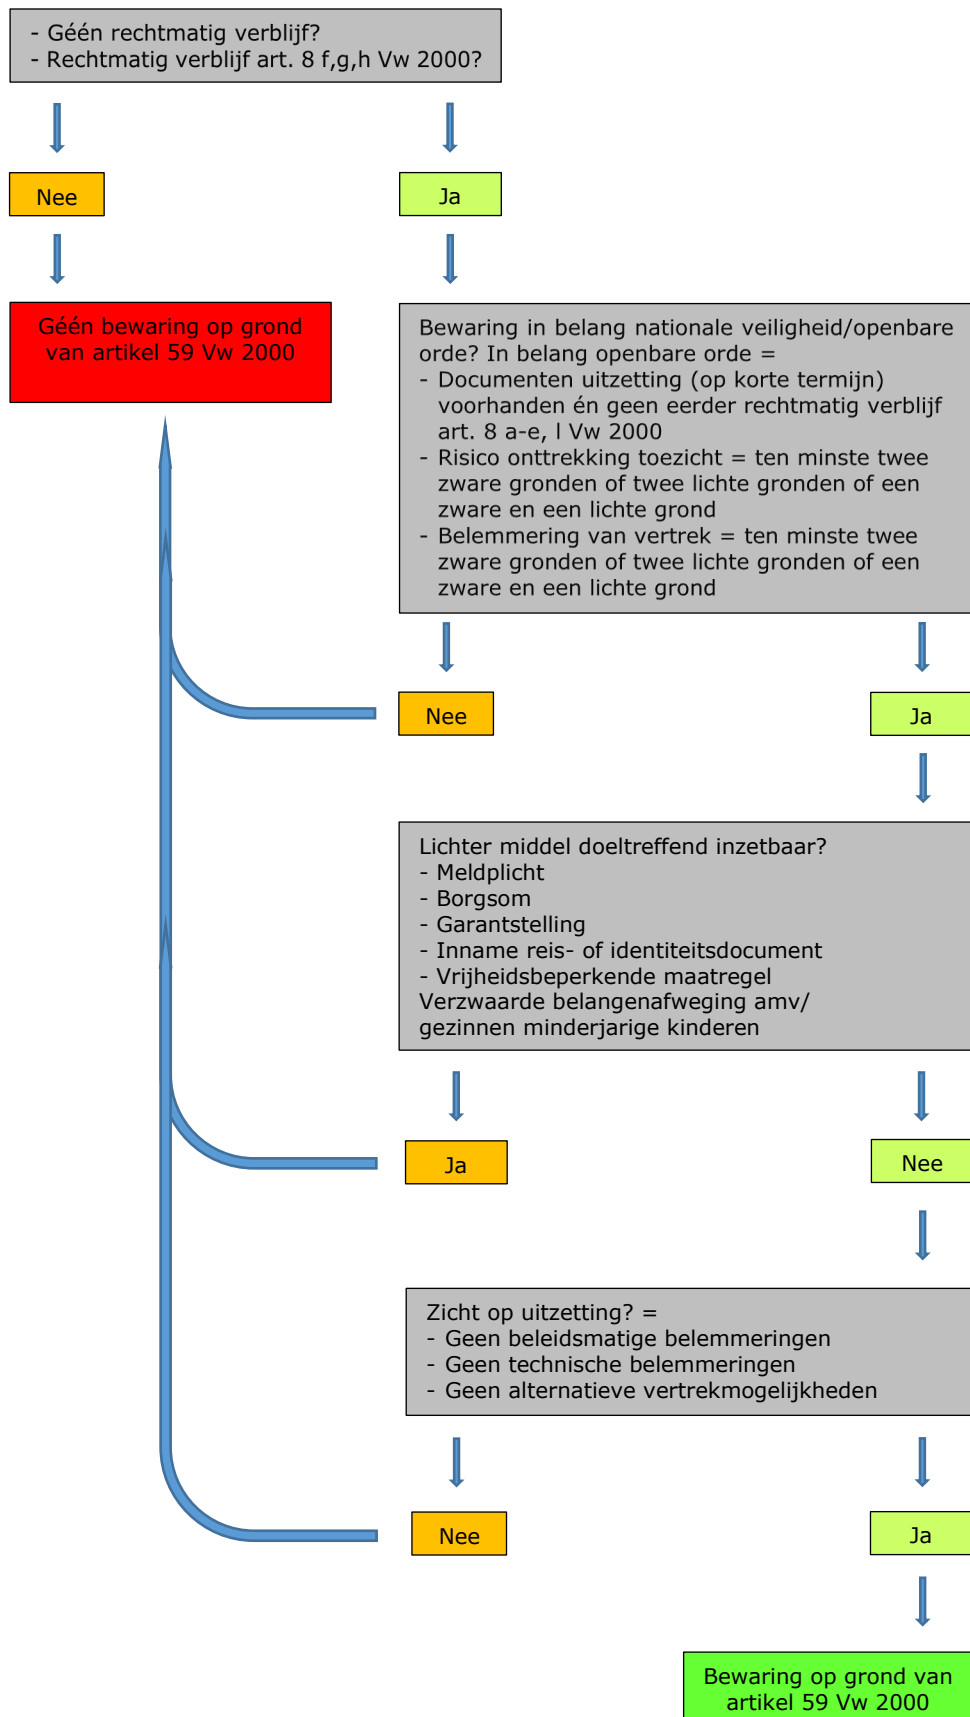 - Géén rechtmatig verblijf?
- Rechtmatig verblijf art. 8 f,g,h Vw 2000?
Nee
Ja
Géén bewaring op grond
van artikel 59 Vw 2000
Bewaring in belang nationale veiligheid/openbare
orde? In belang openbare orde =
- Documenten uitzetting (op korte termijn)
voorhanden én geen eerder rechtmatig verblijf
art. 8 a-e, l Vw 2000
- Risico onttrekking toezicht = ten minste twee
zware gronden of twee lichte gronden of een
zware en een lichte grond
- Belemmering van vertrek = ten minste twee
zware gronden of twee lichte gronden of een
zware en een lichte grond
Nee
Ja
Lichter middel doeltreffend inzetbaar?
- Meldplicht
- Borgsom
- Garantstelling
- Inname reis- of identiteitsdocument
- Vrijheidsbeperkende maatregel
Verzwaarde belangenafweging amv/
gezinnen minderjarige kinderen
Ja
Nee
Zicht op uitzetting? =
- Geen beleidsmatige belemmeringen
- Geen technische belemmeringen
- Geen alternatieve vertrekmogelijkheden
Nee
Ja
Bewaring op grond van
artikel 59 Vw 2000